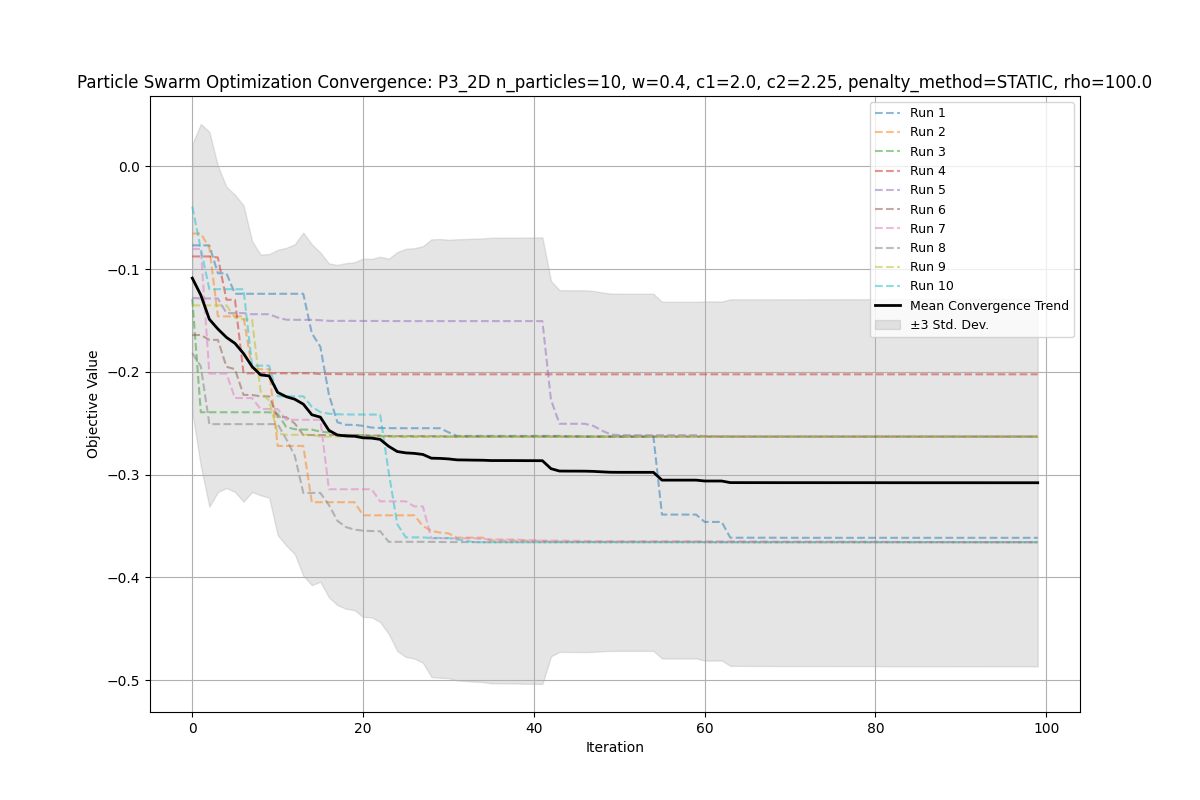 Particle Swarm Optimization Convergence: P3_2D n_particles=10, w=0.4, c1=2.0, c2=2.25, penalty_method=STATIC, rho=100.0
Run 1
Run 2
Run 3
Run 4
Run 5
Run 6
Run 7
Run 8
Run 9
Run 10
Mean Convergence Trend
±3 Std. Dev.
Objective Value
0.0
−0.1
−0.2
−0.3
−0.4
−0.5
0 20 40 60 80 100
Iteration